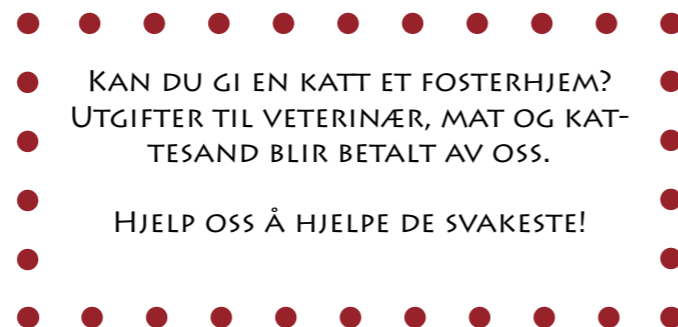 Kan du gi en katt et fosterhjem?
Utgifter til veterinær, mat og kat-
tesand blir betalt av oss.
Hjelp oss å hjelpe de svakeste!